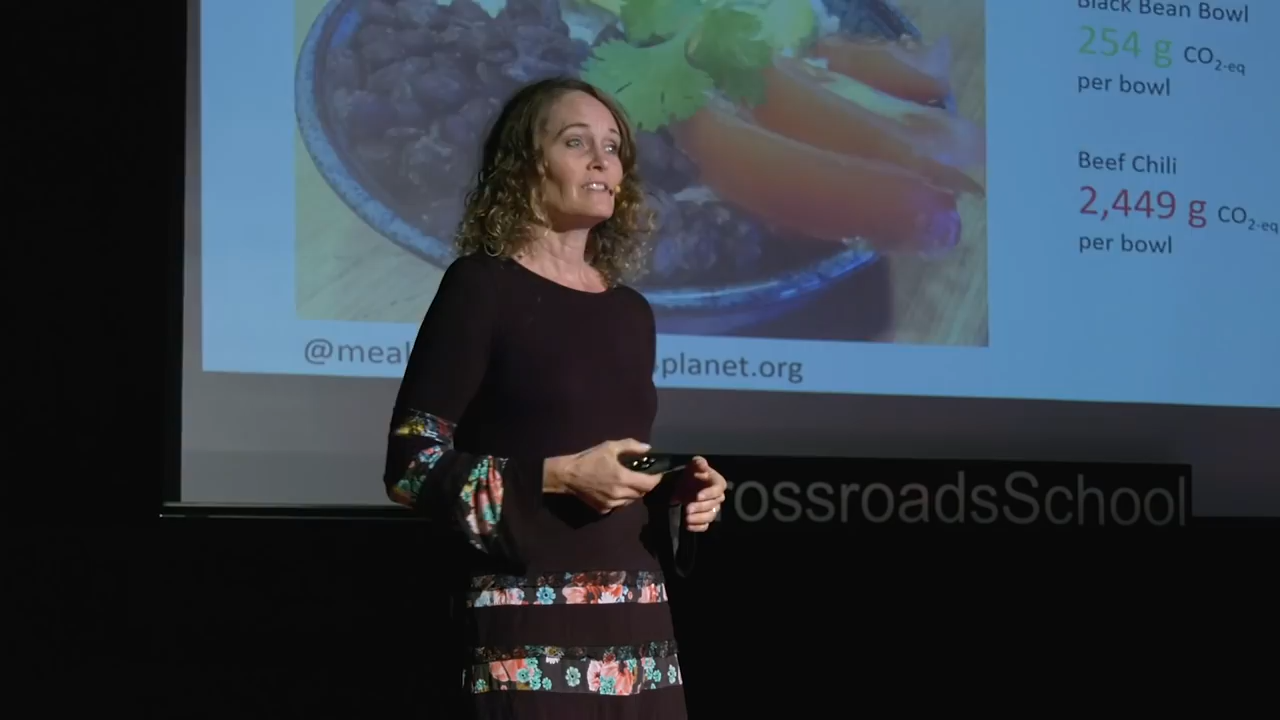 Black Bean Bowl
254 g CO2-eq
per bowl
Beef Chili
2,449 g CO2-eq
per bowl
@meal planet.org
rossroadsSchool